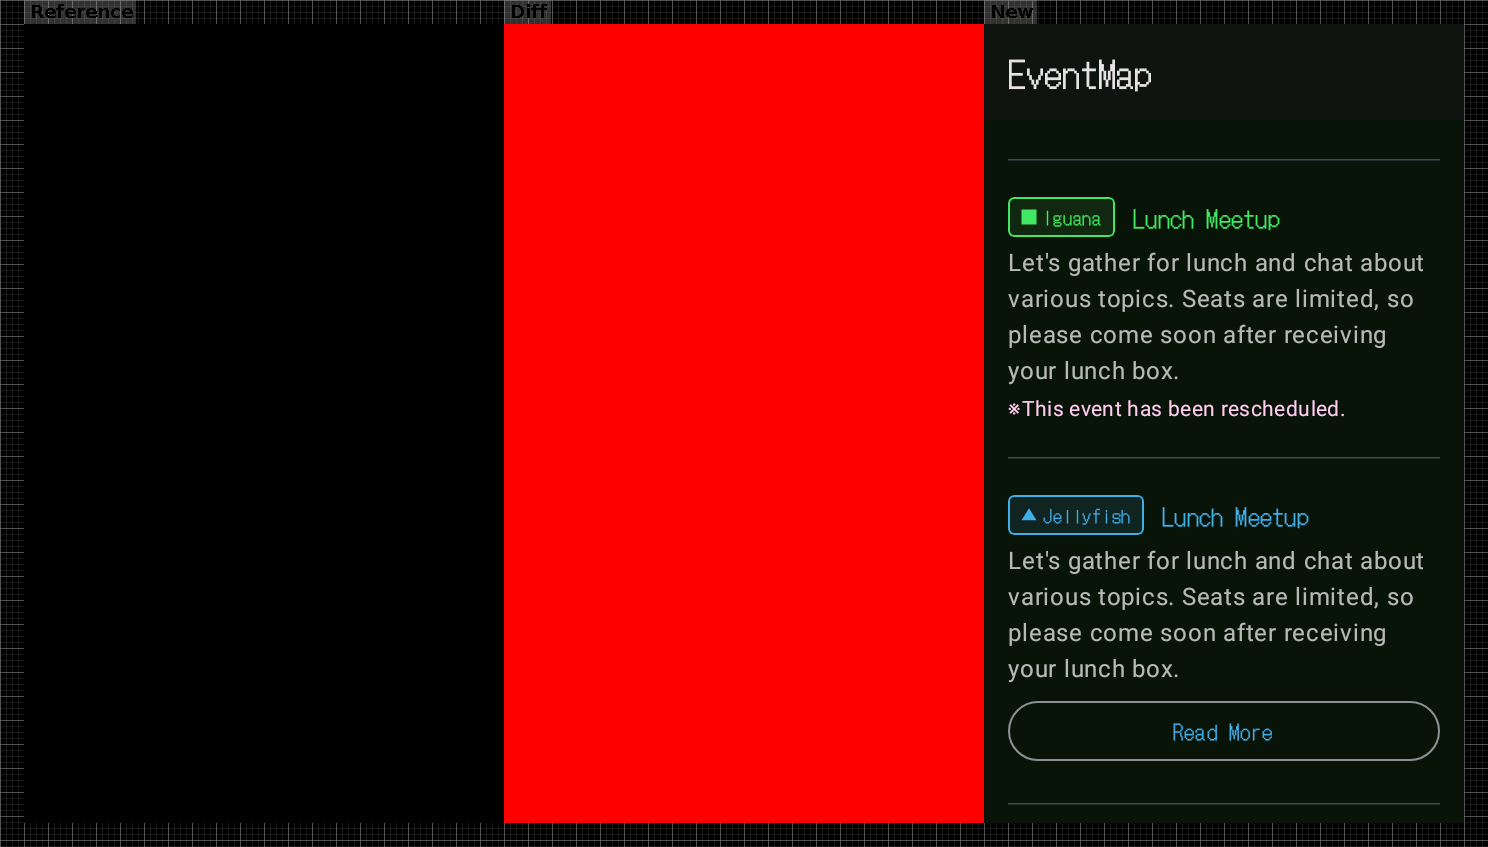 Reference
Diff
New
EventMap
Iguana
Lunch Meetup
Let's gather for lunch and chat about
various topics. Seats are limited, so
please come soon after receiving
your lunch box.
※This event has been rescheduled.
Jellyfish
Lunch Meetup
Let's gather for lunch and chat about
various topics. Seats are limited, so
please come soon after receiving
your lunch box.
Read More